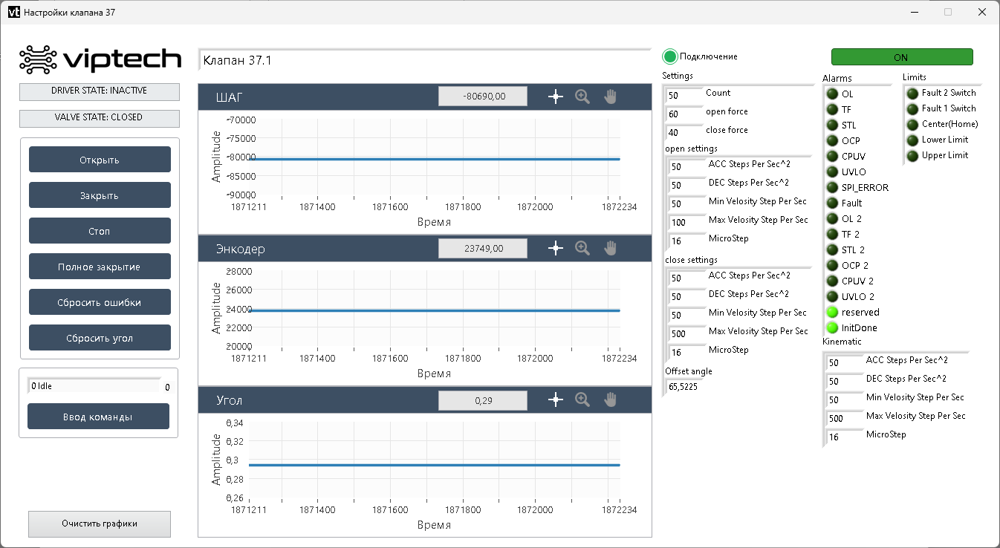 vt Настройки клапана 37
viptech
DRIVER STATE: INACTIVE
VALVE STATE: CLOSED
Открыть
Закрыть
Стоп
Полное закрытие
Сбросить ошибки
Сбросить угол
0 Idle
0
Ввод команды
Очистить графики
Клапан 37.1
ШАГ
-80690,00
Amplitude
-70000
-75000
-80000
-85000
-90000
1871211 1871400 1871600 1871800 1872000 1872234
Время
Энкодер
23749,00
Amplitude
28000
26000
24000
22000
20000
1871211 1871400 1871600 1871800 1872000 1872234
Время
Угол
0,29
Amplitude
0,34
0,32
0,3
0,28
0,26
1871211 1871400 1871600 1871800 1872000 1872234
Время
Подключение
Settings
50 Count
60 open force
40 close force
open settings
50 ACC Steps Per Sec^2
50 DEC Steps Per Sec^2
50 Min Velosity Step Per Sec
100 Max Velosity Step Per Sec
16 MicroStep
close settings
50 ACC Steps Per Sec^2
50 DEC Steps Per Sec^2
50 Min Velosity Step Per Sec
500 Max Velosity Step Per Sec
16 MicroStep
Offset angle
65,5225
ON
Alarms
OL
TF
STL
OCP
CPUV
UVLO
SPI_ERROR
Fault
OL 2
TF 2
STL 2
OCP 2
CPUV 2
UVLO 2
reserved
InitDone
Limits
Fault 2 Switch
Fault 1 Switch
Center(Home)
Lower Limit
Upper Limit
Kinematic
50 ACC Steps Per Sec^2
50 DEC Steps Per Sec^2
50 Min Velosity Step Per Sec
500 Max Velosity Step Per Sec
16 MicroStep